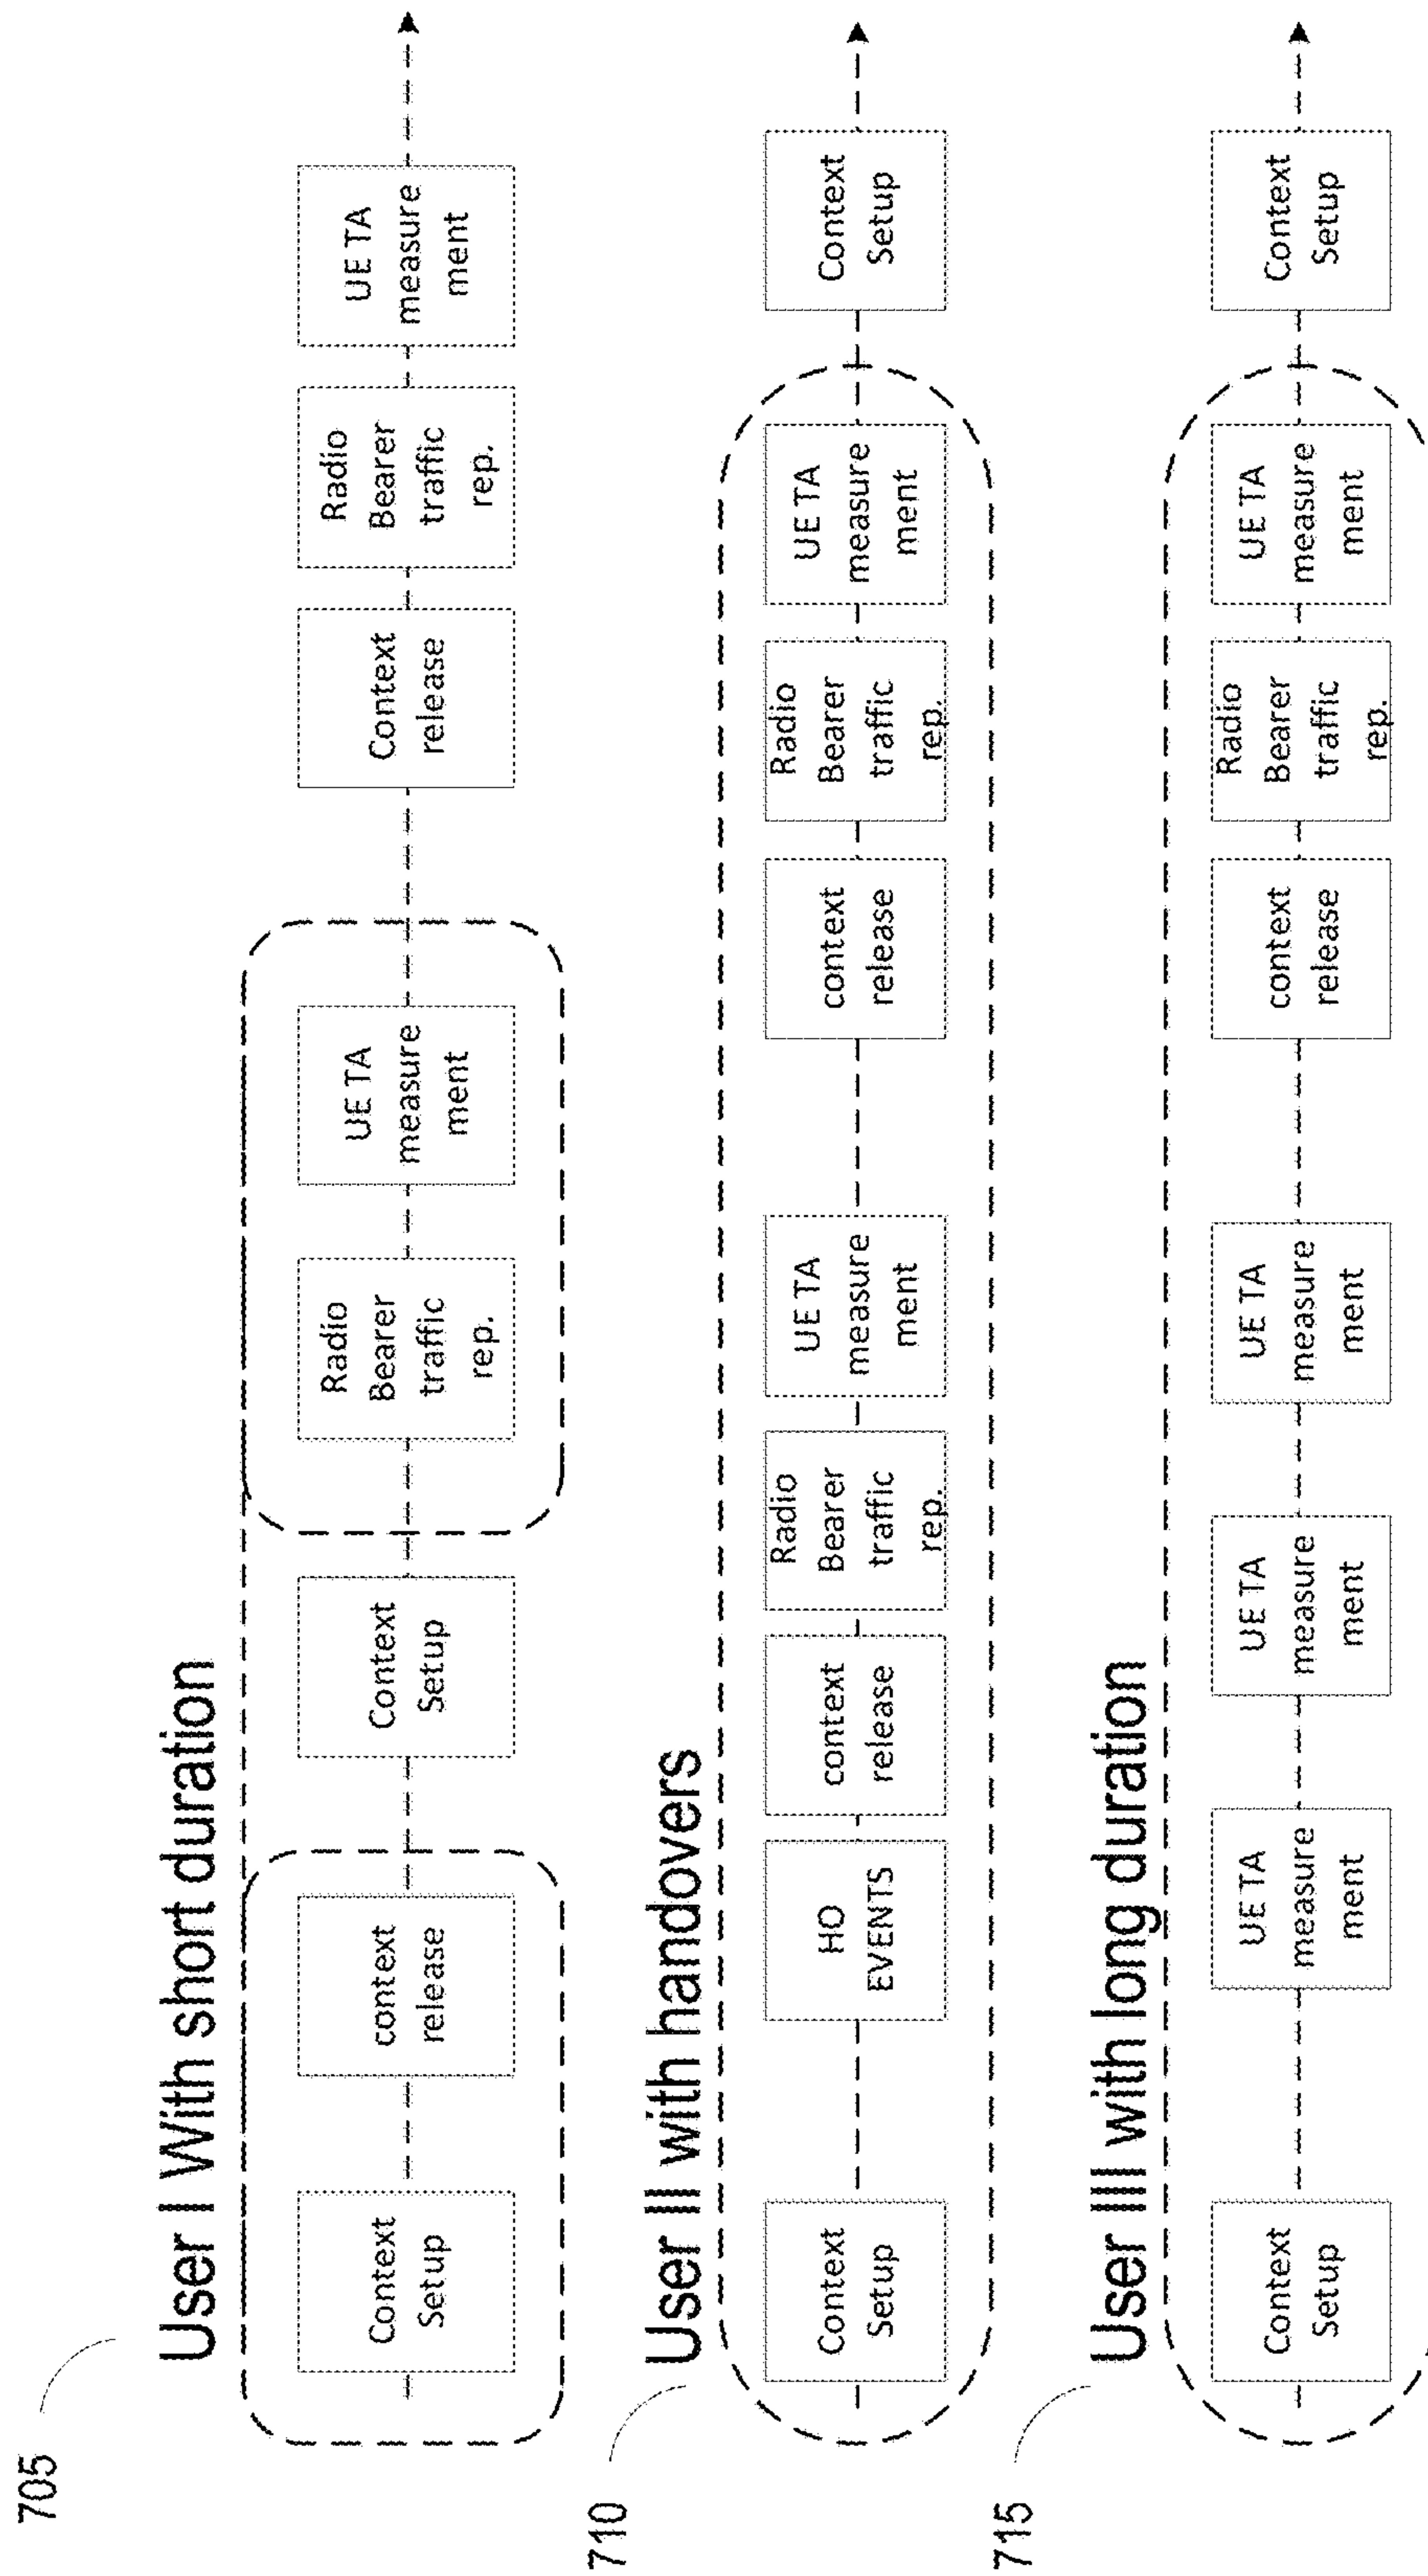 705
User I With short duration
Context
Setup
context
release
Context
Setup
Radio
Bearer
traffic
rep.
UE TA
measure
ment
Context
release
Radio
Bearer
traffic
rep.
UE TA
measure
ment
710
User III with handovers
Context
Setup
HO
EVENTS
context
release
Radio
Bearer
traffic
rep.
UE TA
measure
ment
context
release
Radio
Bearer
traffic
rep.
UE TA
measure
ment
Context
Setup
715
User IIII with long duration
Context
Setup
UE TA
measure
ment
UE TA
measure
ment
UE TA
measure
ment
context
release
Radio
Bearer
traffic
rep.
UE TA
measure
ment
Context
Setup